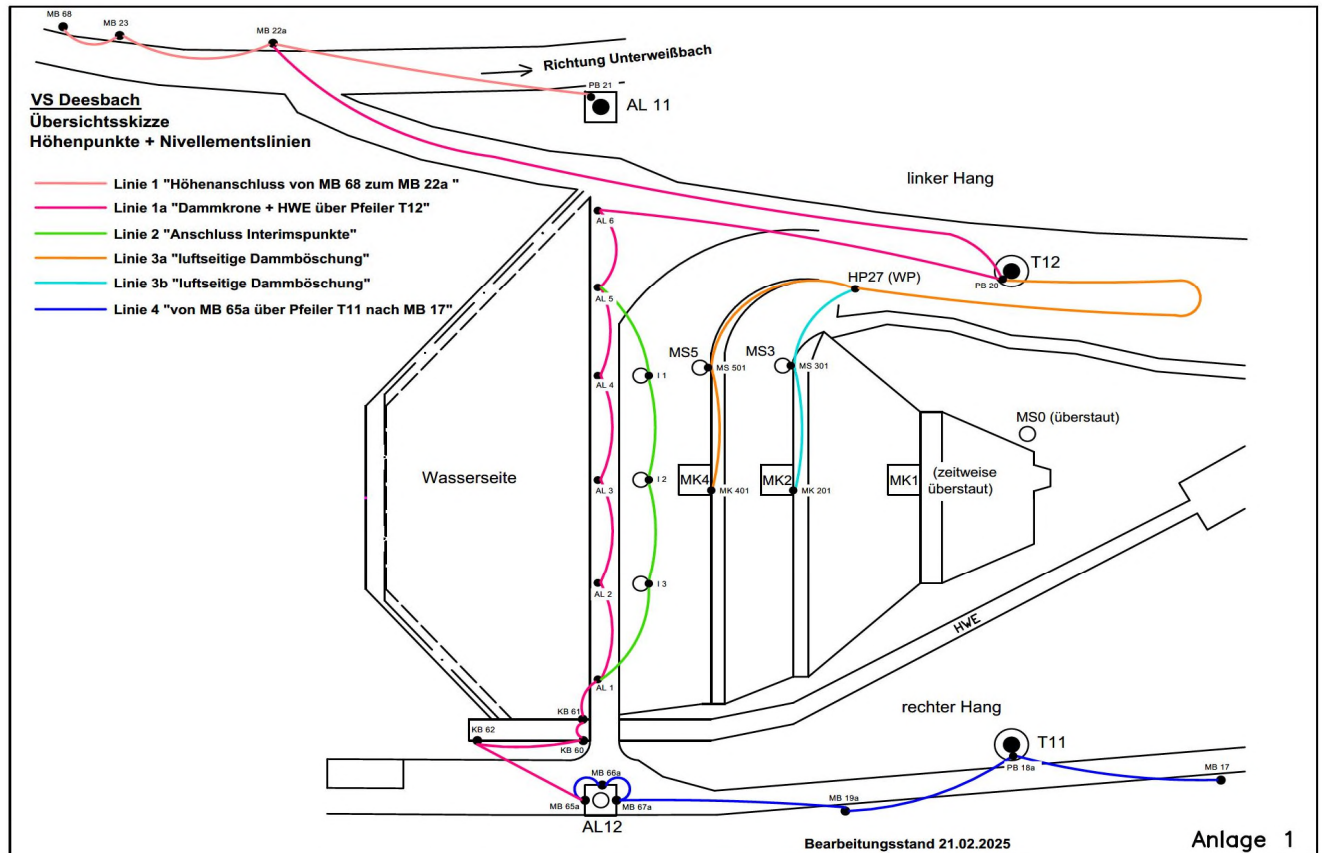 MB 68
MB 23
MB 22a
Richtung Unterweißbach
PB 21
AL 11
VS Deesbach
Übersichtsskizze
Höhenpunkte + Nivellementslinien
Linie 1 "Höhenanschluss von MB 68 zum MB 22a "
Linie 1a "Dammkrone + HWE über Pfeiler T12"
Linie 2 "Anschluss Interimspunkte"
Linie 3a "luftseitige Dammböschung"
Linie 3b "luftseitige Dammböschung"
Linie 4 "von MB 65a über Pfeiler T11 nach MB 17"
linker Hang
AL 6
T12
PB 20
HP27 (WP)
AL 5
MS5
MS3
MS 501
MS 301
I 1
AL 4
MS0 (überstaut)
Wasserseite
I 2
AL 3
MK4
MK 401
MK2
MK 201
MK1
(zeitweise
überstaut)
I 3
AL 2
HWE
AL 1
rechter Hang
KB 61
KB 62
KB 60
T11
PB 18a
MB 17
MB 66a
MB 65a
MB 67a
MB 19a
AL12
Bearbeitungsstand 21.02.2025
Anlage 1